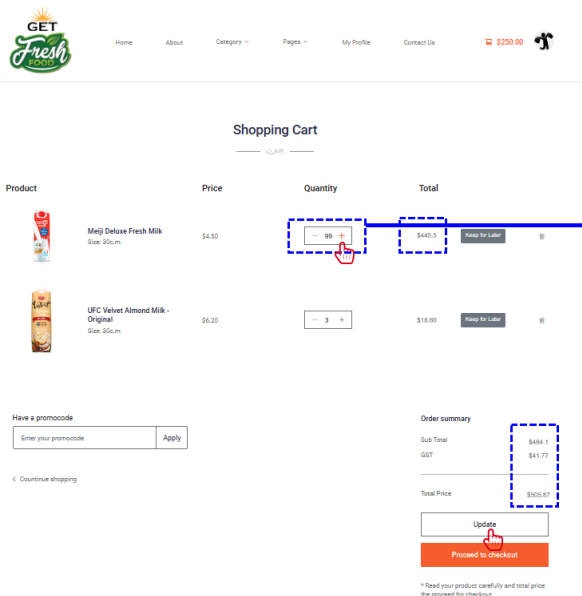 GET
Fresh
FOOD
Home About Category Pages My Profile Contact Us $250.00
Shopping Cart
Product Price Quantity Total
Meiji Deluxe Fresh Milk
Size: 30c.m
$4.50 − 99 + $445.5 Keep for Later
UFC Velvet Almond Milk -
Original
Size: 30c.m
$6.20 − 3 + $18.60 Keep for Later
Have a promocode
Enter your promocode Apply
< Countinue shopping
Order summary
Sub Total $464.1
GST $41.77
Total Price $505.87
Update
Proceed to checkout
* Read your product carefully and total price
the proceed for checkout